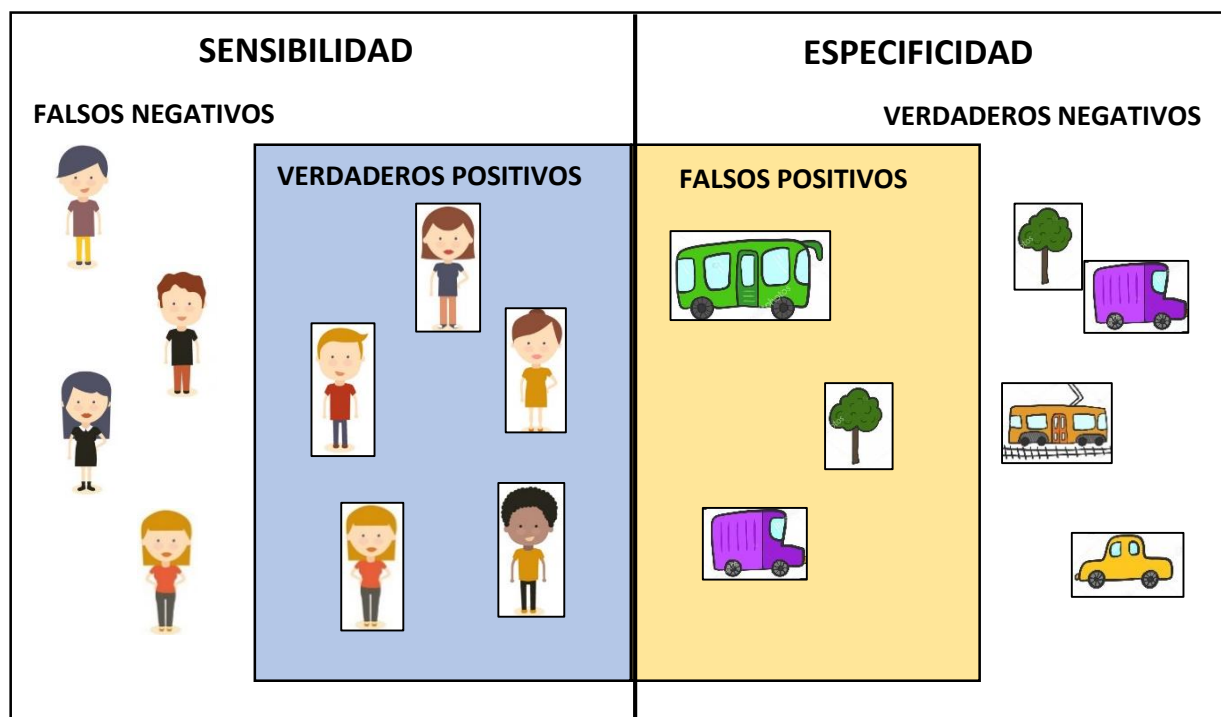 SENSIBILIDAD
ESPECIFICIDAD
FALSOS NEGATIVOS
VERDADEROS NEGATIVOS
VERDADEROS POSITIVOS
FALSOS POSITIVOS